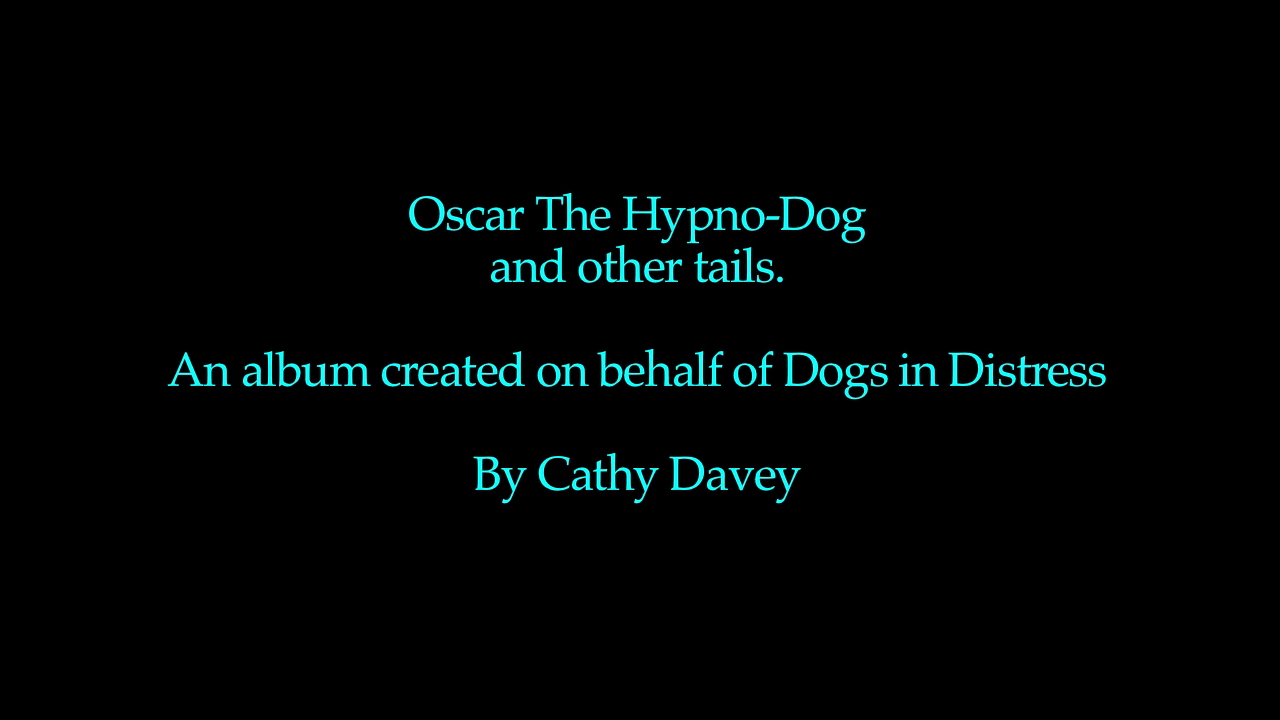 Oscar The Hypno-Dog
and other tails.
An album created on behalf of Dogs in Distress
By Cathy Davey